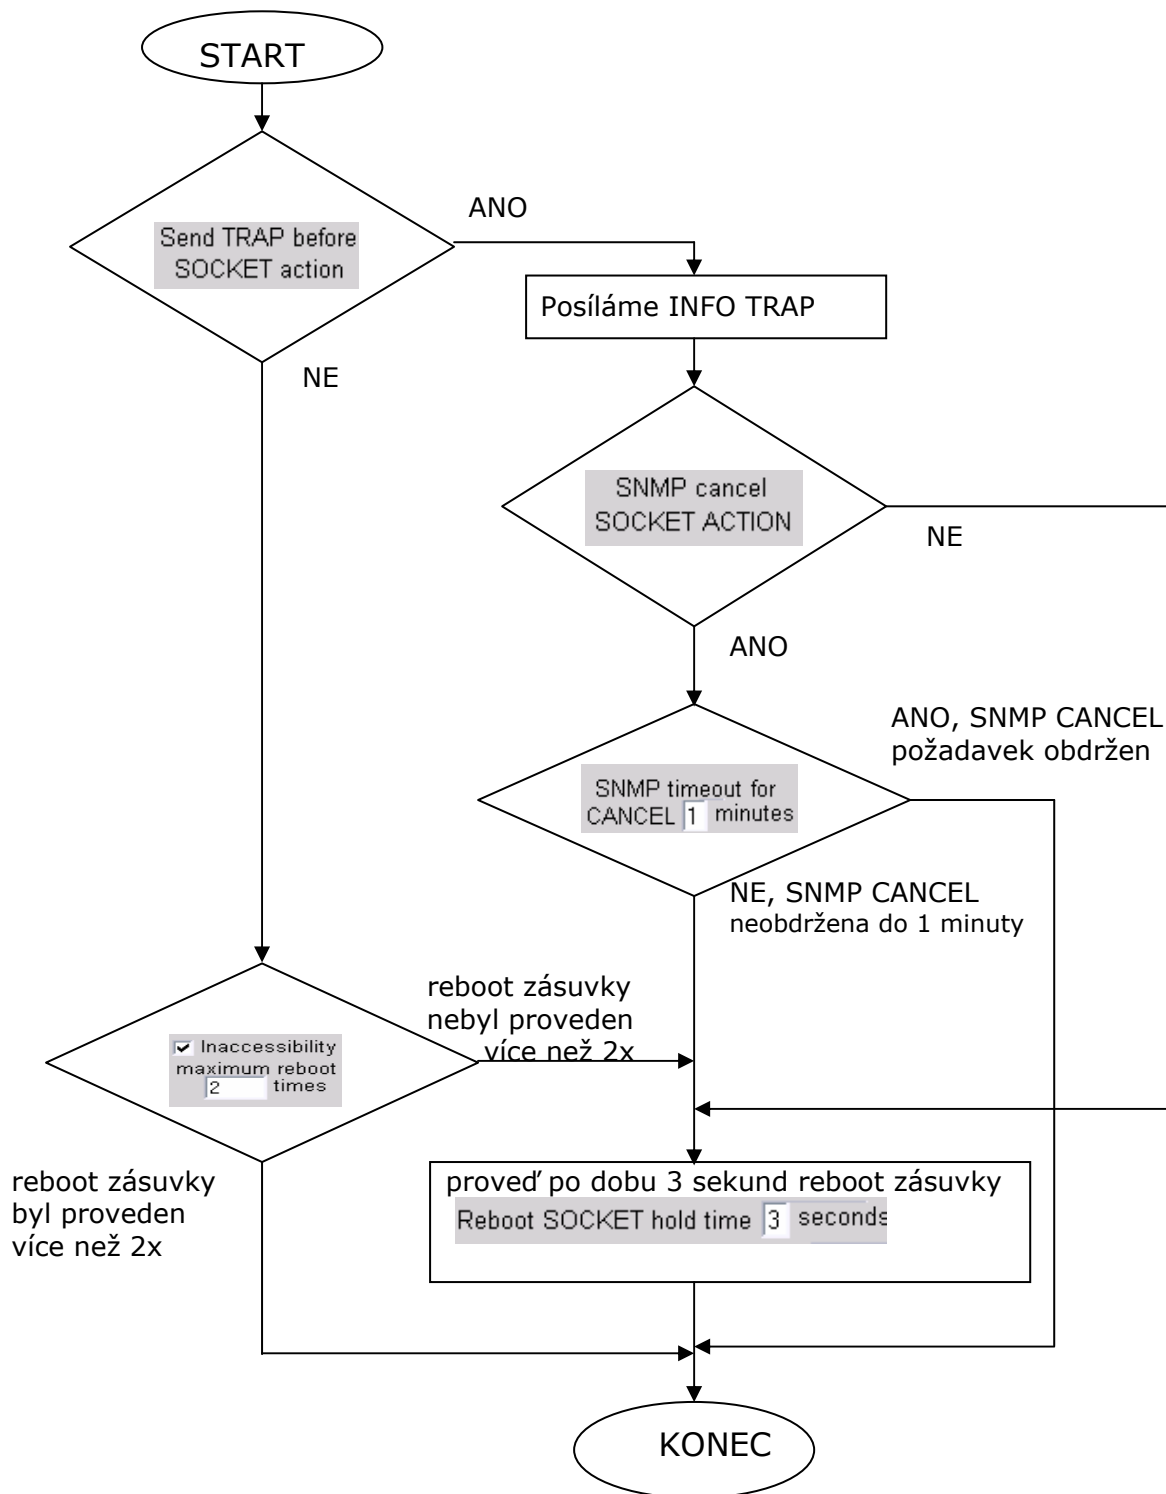 START
ANO
Send TRAP before
SOCKET action
Posíláme INFO TRAP
NE
SNMP cancel
SOCKET ACTION
NE
ANO
ANO, SNMP CANCEL
požadavek obdržen
SNMP timeout for
CANCEL 1 minutes
NE, SNMP CANCEL
neobdržena do 1 minuty
reboot zásuvky
nebyl proveden
více než 2x
Inaccessibility
maximum reboot
2 times
reboot zásuvky
byl proveden
více než 2x
proveď po dobu 3 sekund reboot zásuvky
Reboot SOCKET hold time 3 seconds
KONEC